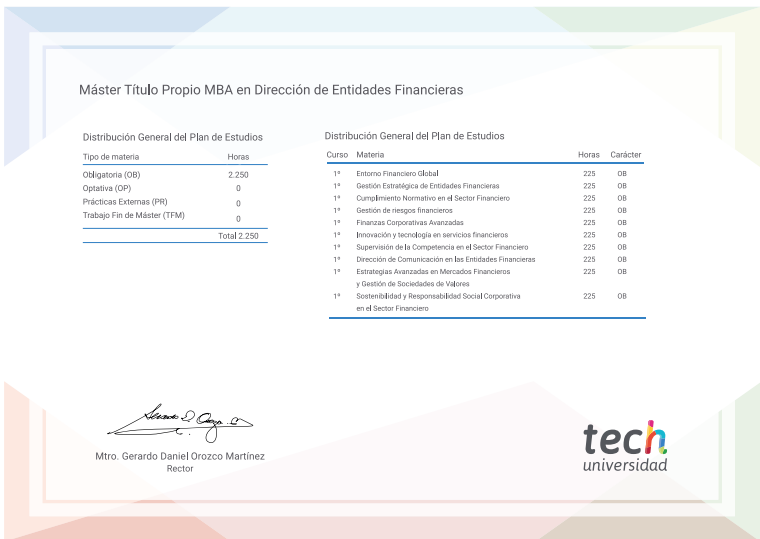 Máster Título Propio MBA en Dirección de Entidades Financieras
Distribución General del Plan de Estudios
Tipo de materia Horas
Obligatoria (OB) 2.250
Optativa (OP) 0
Prácticas Externas (PR) 0
Trabajo Fin de Máster (TFM) 0
Total 2.250
Distribución General del Plan de Estudios
Curso Materia Horas Carácter
1º Entorno Financiero Global 225 OB
1º Gestión Estratégica de Entidades Financieras 225 OB
1º Cumplimiento Normativo en el Sector Financiero 225 OB
1º Gestión de riesgos financieros 225 OB
1º Finanzas Corporativas Avanzadas 225 OB
1º Innovación y tecnología en servicios financieros 225 OB
1º Supervisión de la Competencia en el Sector Financiero 225 OB
1º Dirección de Comunicación en las Entidades Financieras 225 OB
1º Estrategias Avanzadas en Mercados Financieros 225 OB
y Gestión de Sociedades de Valores
1º Sostenibilidad y Responsabilidad Social Corporativa 225 OB
en el Sector Financiero
Mtro. Gerardo Daniel Orozco Martínez
Rector
tech
universidad